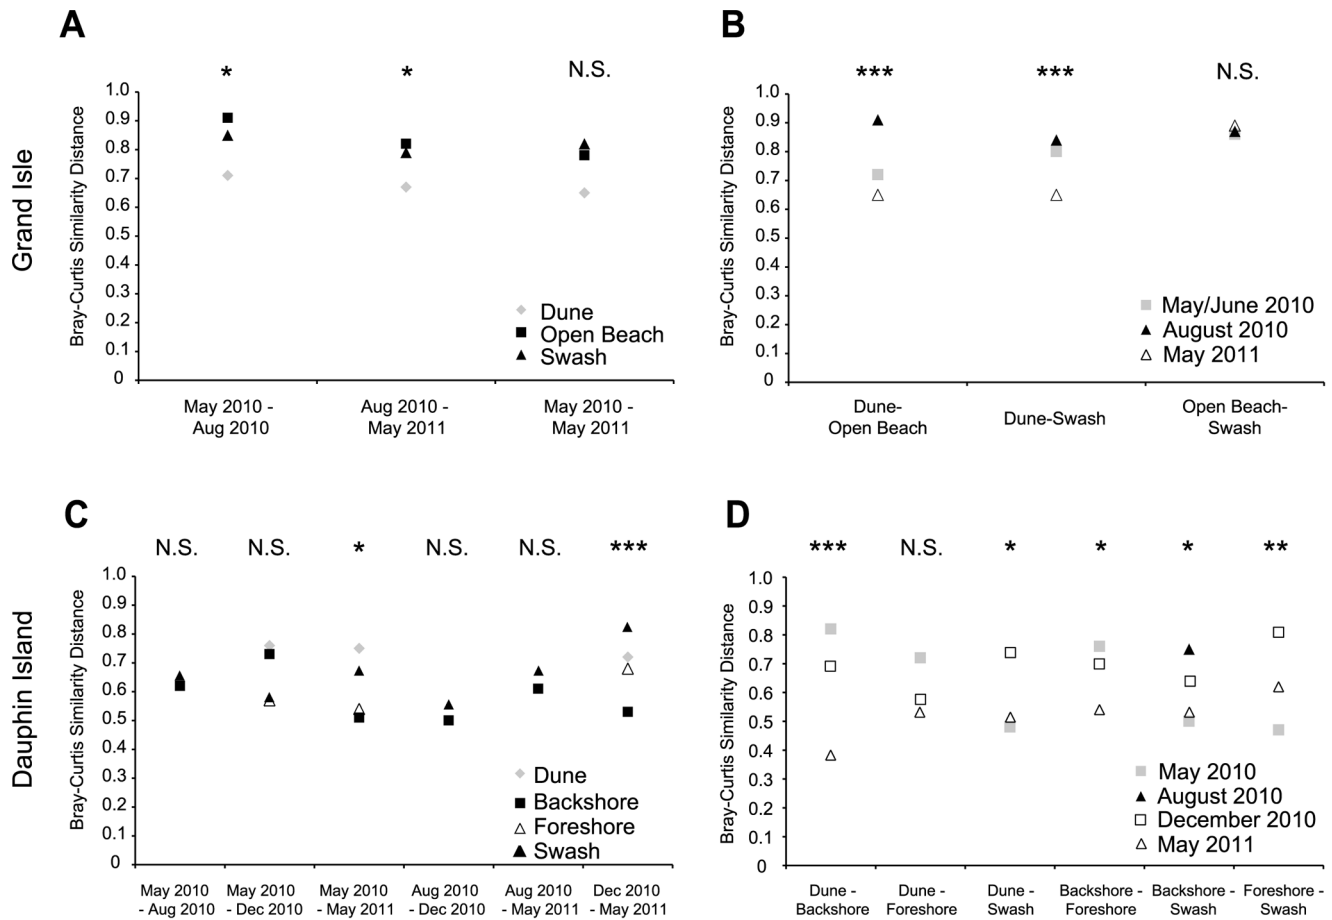 A
Grand Isle
Bray-Curtis Similarity Distance
* * N.S.
1.0
0.9
0.8
0.7
0.6
0.5
0.4
0.3
0.2
0.1
0
Dune
Open Beach
Swash
May 2010 - Aug 2010
Aug 2010 - May 2011
May 2010 - May 2011
B
Bray-Curtis Similarity Distance
*** *** N.S.
1.0
0.9
0.8
0.7
0.6
0.5
0.4
0.3
0.2
0.1
0
May/June 2010
August 2010
May 2011
Dune- Open Beach
Dune-Swash
Open Beach- Swash
C
Dauphin Island
Bray-Curtis Similarity Distance
N.S. N.S. * N.S. N.S. ***
1.0
0.9
0.8
0.7
0.6
0.5
0.4
0.3
0.2
0.1
0
Dune
Backshore
Foreshore
Swash
May 2010 - Aug 2010
May 2010 - Dec 2010
May 2010 - May 2011
Aug 2010 - Dec 2010
Aug 2010 - May 2011
Dec 2010 - May 2011
D
Bray-Curtis Similarity Distance
*** N.S. * * * **
1.0
0.9
0.8
0.7
0.6
0.5
0.4
0.3
0.2
0.1
0
May 2010
August 2010
December 2010
May 2011
Dune - Backshore
Dune - Foreshore
Dune - Swash
Backshore - Foreshore
Backshore - Swash
Foreshore - Swash